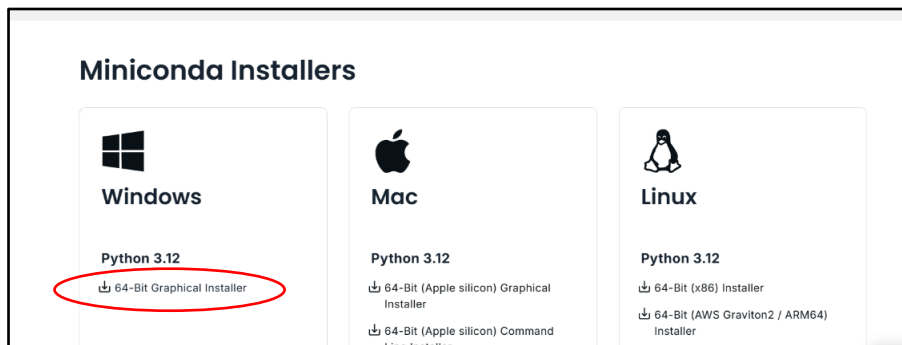 Miniconda Installers
Windows
Python 3.12
64-Bit Graphical Installer
Mac
Python 3.12
64-Bit (Apple silicon) Graphical
Installer
64-Bit (Apple silicon) Command
Linux
Python 3.12
64-Bit (x86) Installer
64-Bit (AWS Graviton2 / ARM64)
Installer